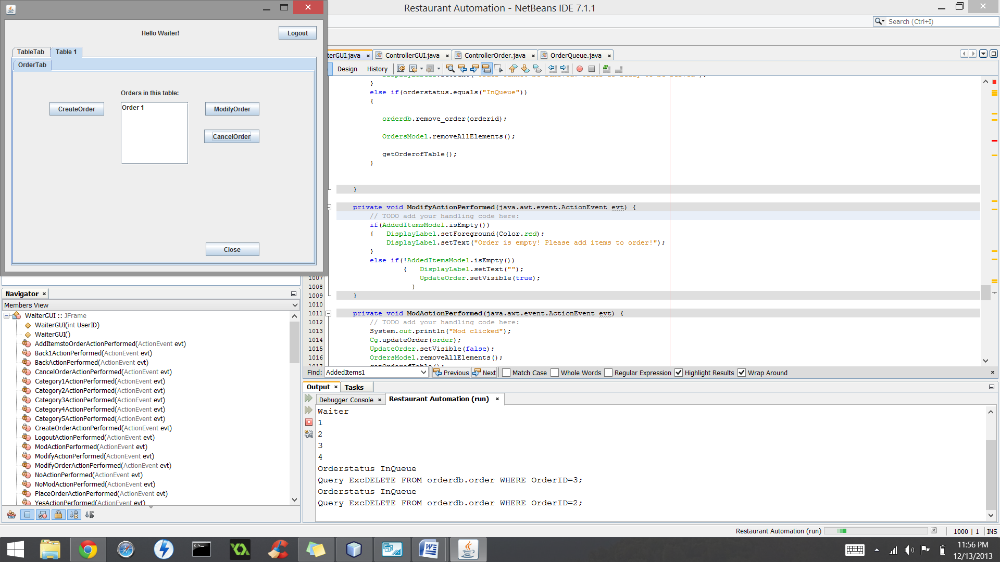 Restaurant Automation - NetBeans IDE 7.1.1
Search (Ctrl+I)
Hello Waiter!
Logout
TableTab
Table 1
OrderTab
Orders in this table:
CreateOrder
Order 1
ModifyOrder
CancelOrder
Close
terGUI.java
ControllerGUI.java
ControllerOrder.java
OrderQueue.java
Design
History
}
else if(orderstatus.equals("InQueue"))
{
orderdb.remove_order(orderid);
OrdersModel.removeAllElements();
getOrderofTable();
}
}
private void ModifyActionPerformed(java.awt.event.ActionEvent evt) {
// TODO add your handling code here:
if(AddedItemsModel.isEmpty())
{ DisplayLabel.setForeground(Color.red);
DisplayLabel.setText("Order is empty! Please add items to order!");
}
else if(!AddedItemsModel.isEmpty())
{ DisplayLabel.setText("");
1007 UpdateOrder.setVisible(true);
1008 }
1009 }
1010
1011 private void ModActionPerformed(java.awt.event.ActionEvent evt) {
1012 // TODO add your handling code here:
1013 System.out.println("Mod clicked");
1014 Cg.updateOrder(order);
1015 UpdateOrder.setVisible(false);
1016 OrdersModel.removeAllElements();
1017 getOrderofTable();
Find: AddedItems1
Previous
Next
Match Case
Whole Words
Regular Expression
Highlight Results
Wrap Around
Navigator
Members View
WaiterGUI :: JFrame
WaiterGUI(int UserID)
WaiterGUI()
AddItemstoOrderActionPerformed(ActionEvent evt)
Back1ActionPerformed(ActionEvent evt)
BackActionPerformed(ActionEvent evt)
CancelOrderActionPerformed(ActionEvent evt)
Category1ActionPerformed(ActionEvent evt)
Category2ActionPerformed(ActionEvent evt)
Category3ActionPerformed(ActionEvent evt)
Category4ActionPerformed(ActionEvent evt)
Category5ActionPerformed(ActionEvent evt)
CreateOrderActionPerformed(ActionEvent evt)
LogoutActionPerformed(ActionEvent evt)
ModActionPerformed(ActionEvent evt)
ModifyActionPerformed(ActionEvent evt)
ModifyOrderActionPerformed(ActionEvent evt)
NoActionPerformed(ActionEvent evt)
NoModActionPerformed(ActionEvent evt)
PlaceOrderActionPerformed(ActionEvent evt)
YesActionPerformed(ActionEvent evt)
Output
Tasks
Debugger Console
Restaurant Automation (run)
Waiter
1
2
3
4
Orderstatus InQueue
Query ExcDELETE FROM orderdb.order WHERE OrderID=3;
Orderstatus InQueue
Query ExcDELETE FROM orderdb.order WHERE OrderID=2;
Restaurant Automation (run)
1000 | 1
INS
11:56 PM
12/13/2013